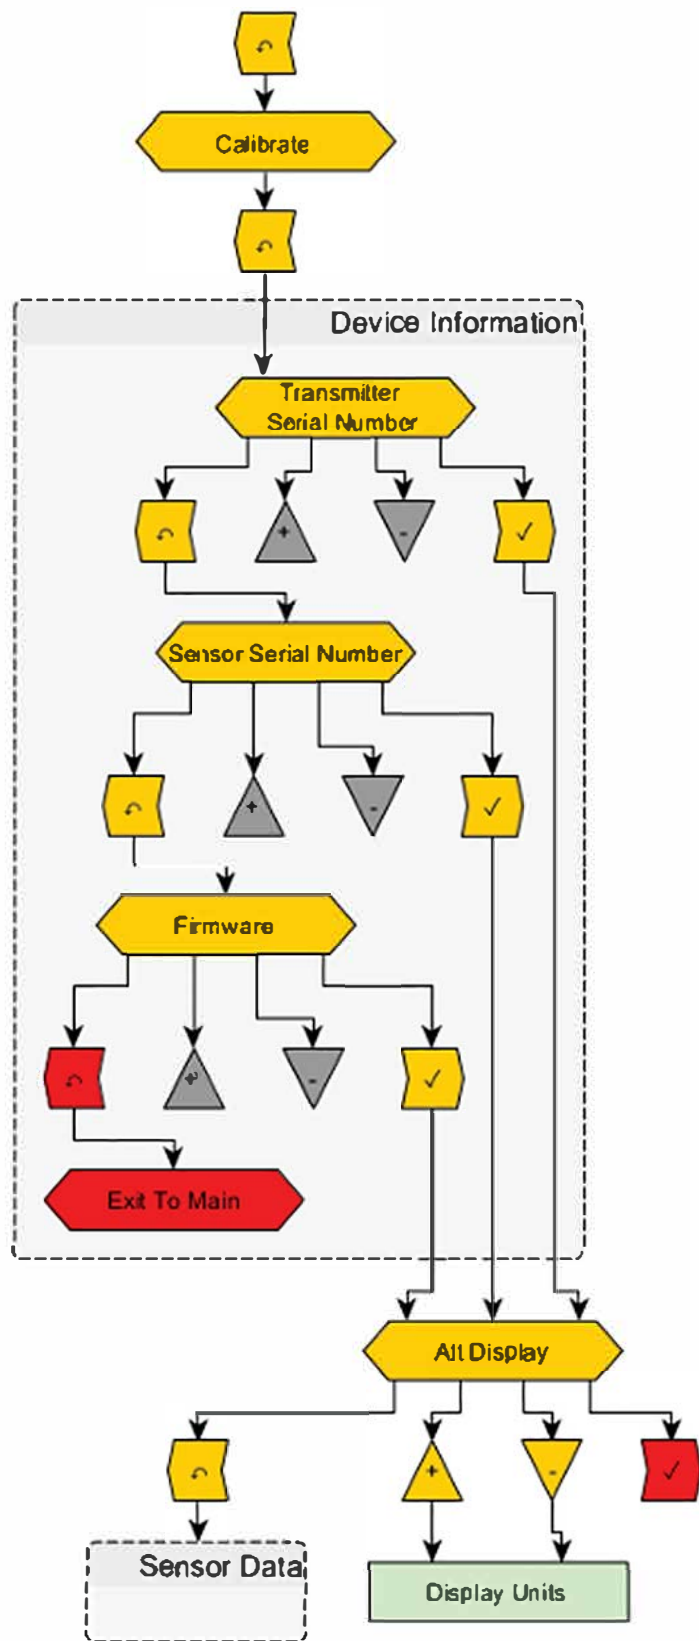 Calibrate
Device Information
Transmitter
Serial Number
+ - ✓
Sensor Serial Number
+ - ✓
Firmware
- ✓
Exit To Main
Alt Display
+ - ✓
Sensor Data
Display Units